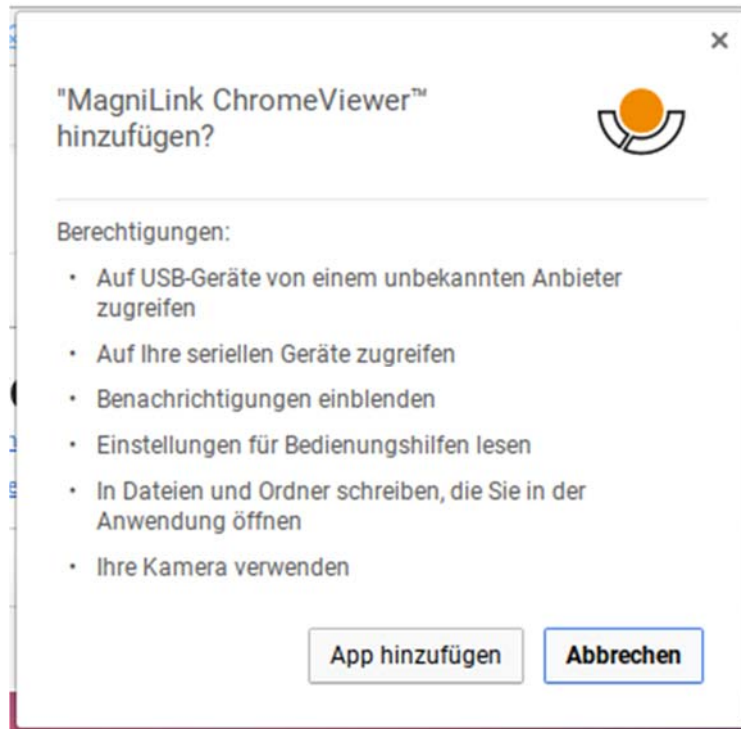 "MagniLink ChromeViewer™
hinzufügen?
Berechtigungen:
• Auf USB-Geräte von einem unbekannten Anbieter
zugreifen
• Auf Ihre seriellen Geräte zugreifen
• Benachrichtigungen einblenden
• Einstellungen für Bedienungshilfen lesen
• In Dateien und Ordner schreiben, die Sie in der
Anwendung öffnen
• Ihre Kamera verwenden
App hinzufügen
Abbrechen